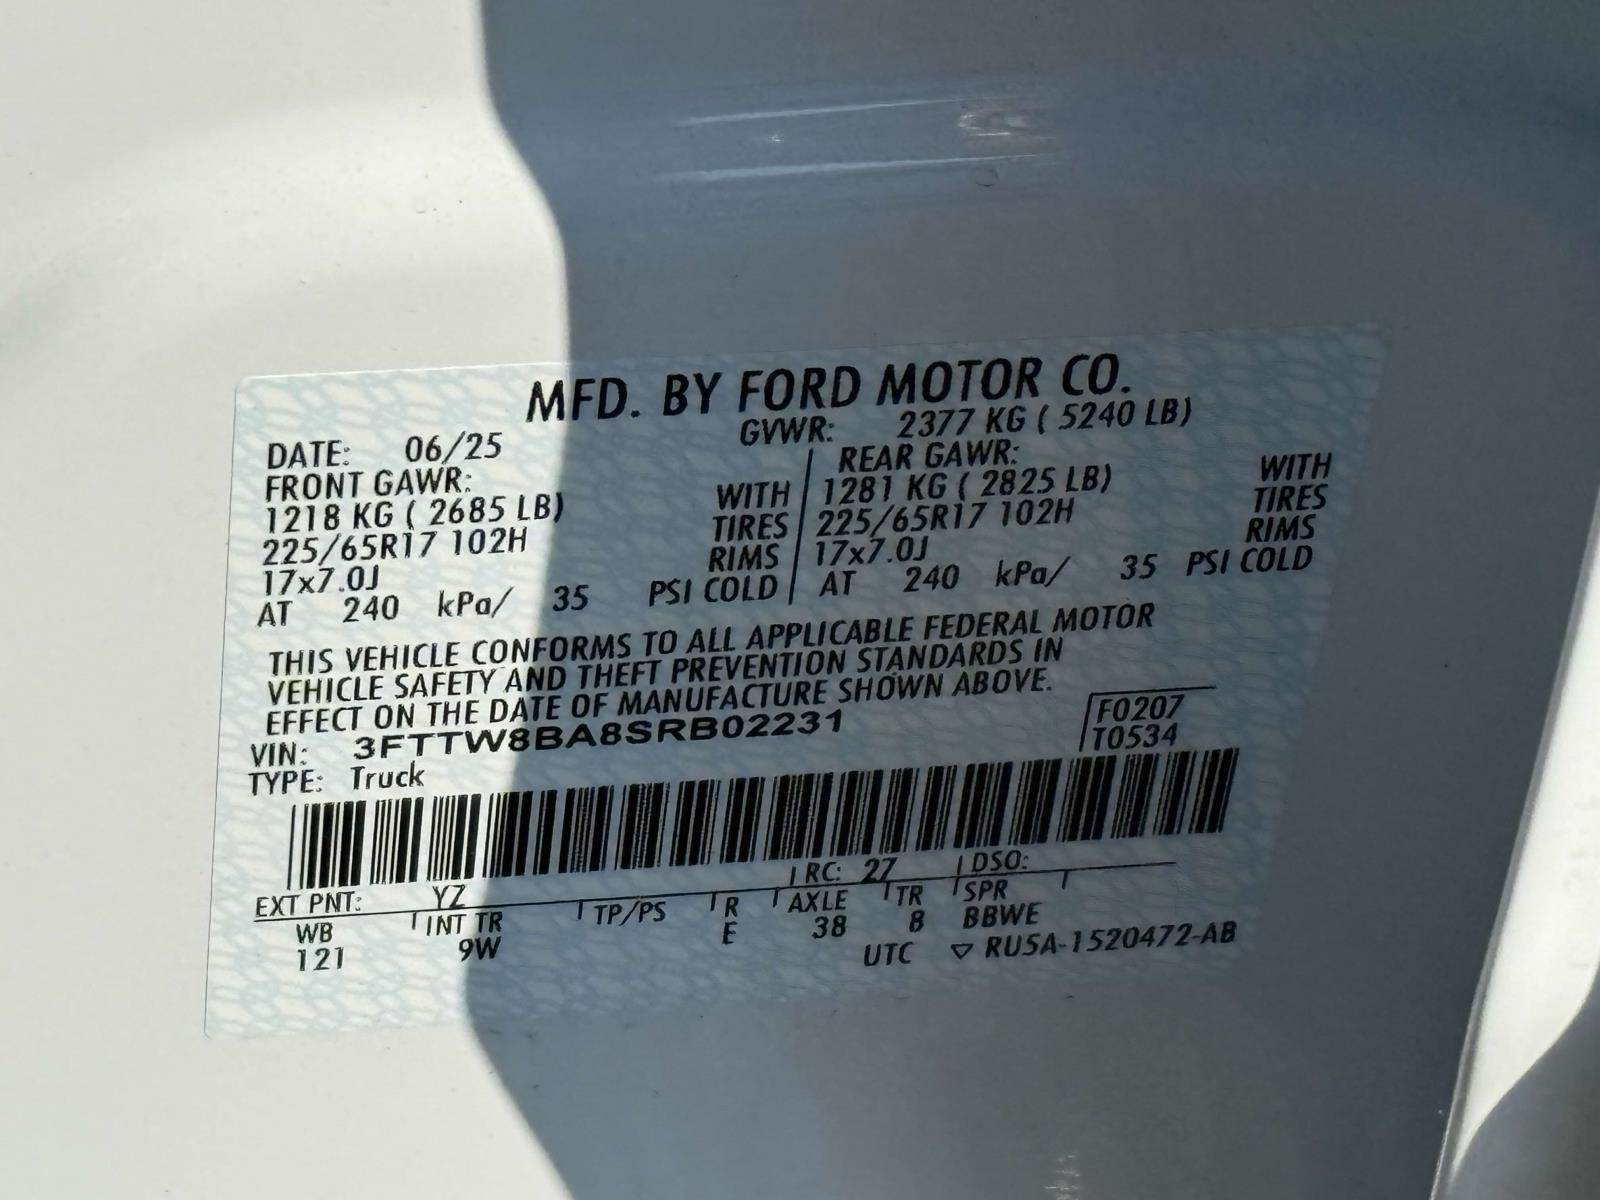 MFD. BY FORD MOTOR CO.
DATE: 06/25 GVWR: 2377 KG ( 5240 LB)
FRONT GAWR: REAR GAWR:
1218 KG ( 2685 LB) WITH 1281 KG ( 2825 LB) WITH
225/65R17 102H TIRES 225/65R17 102H TIRES
17x7.0J RIMS 17x7.0J RIMS
AT 240 kPa/ 35 PSI COLD AT 240 kPa/ 35 PSI COLD
THIS VEHICLE CONFORMS TO ALL APPLICABLE FEDERAL MOTOR
VEHICLE SAFETY AND THEFT PREVENTION STANDARDS IN
EFFECT ON THE DATE OF MANUFACTURE SHOWN ABOVE.
VIN: 3FTTW8BA8SRB02231 F0207
TYPE: Truck T0534
EXT PNT: YZ RC: 27 DSO:
WB INT TR TP/PS R AXLE TR SPR
121 9W E 38 8 BBWE
UTC ▽ RU5A-1520472-AB